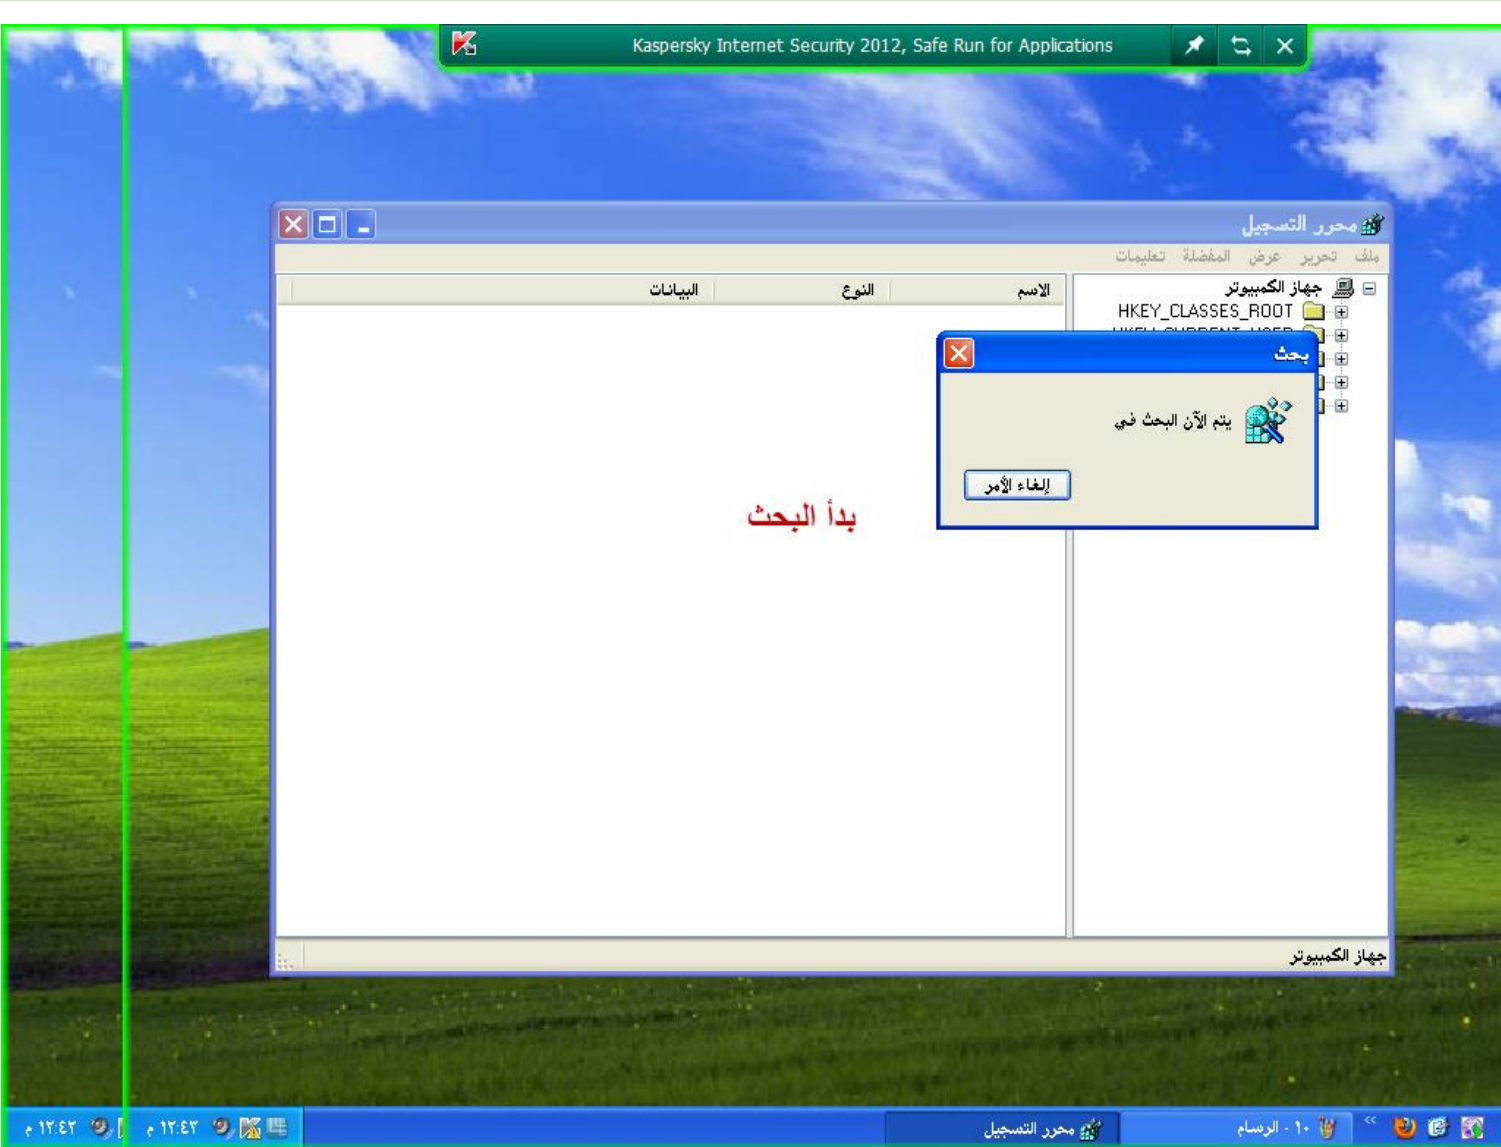 Kaspersky Internet Security 2012, Safe Run for Applications
محرر التسجيل
ملف تحرير عرض المفضلة تعليمات
جهاز الكمبيوتر
HKEY_CLASSES_ROOT
الاسم النوع البيانات
بحث
يتم الآن البحث في
إلغاء الأمر
بدأ البحث
جهاز الكمبيوتر
١٠ - الرسام
محرر التسجيل
١٢:٤٣ م
١٢:٤٢ م